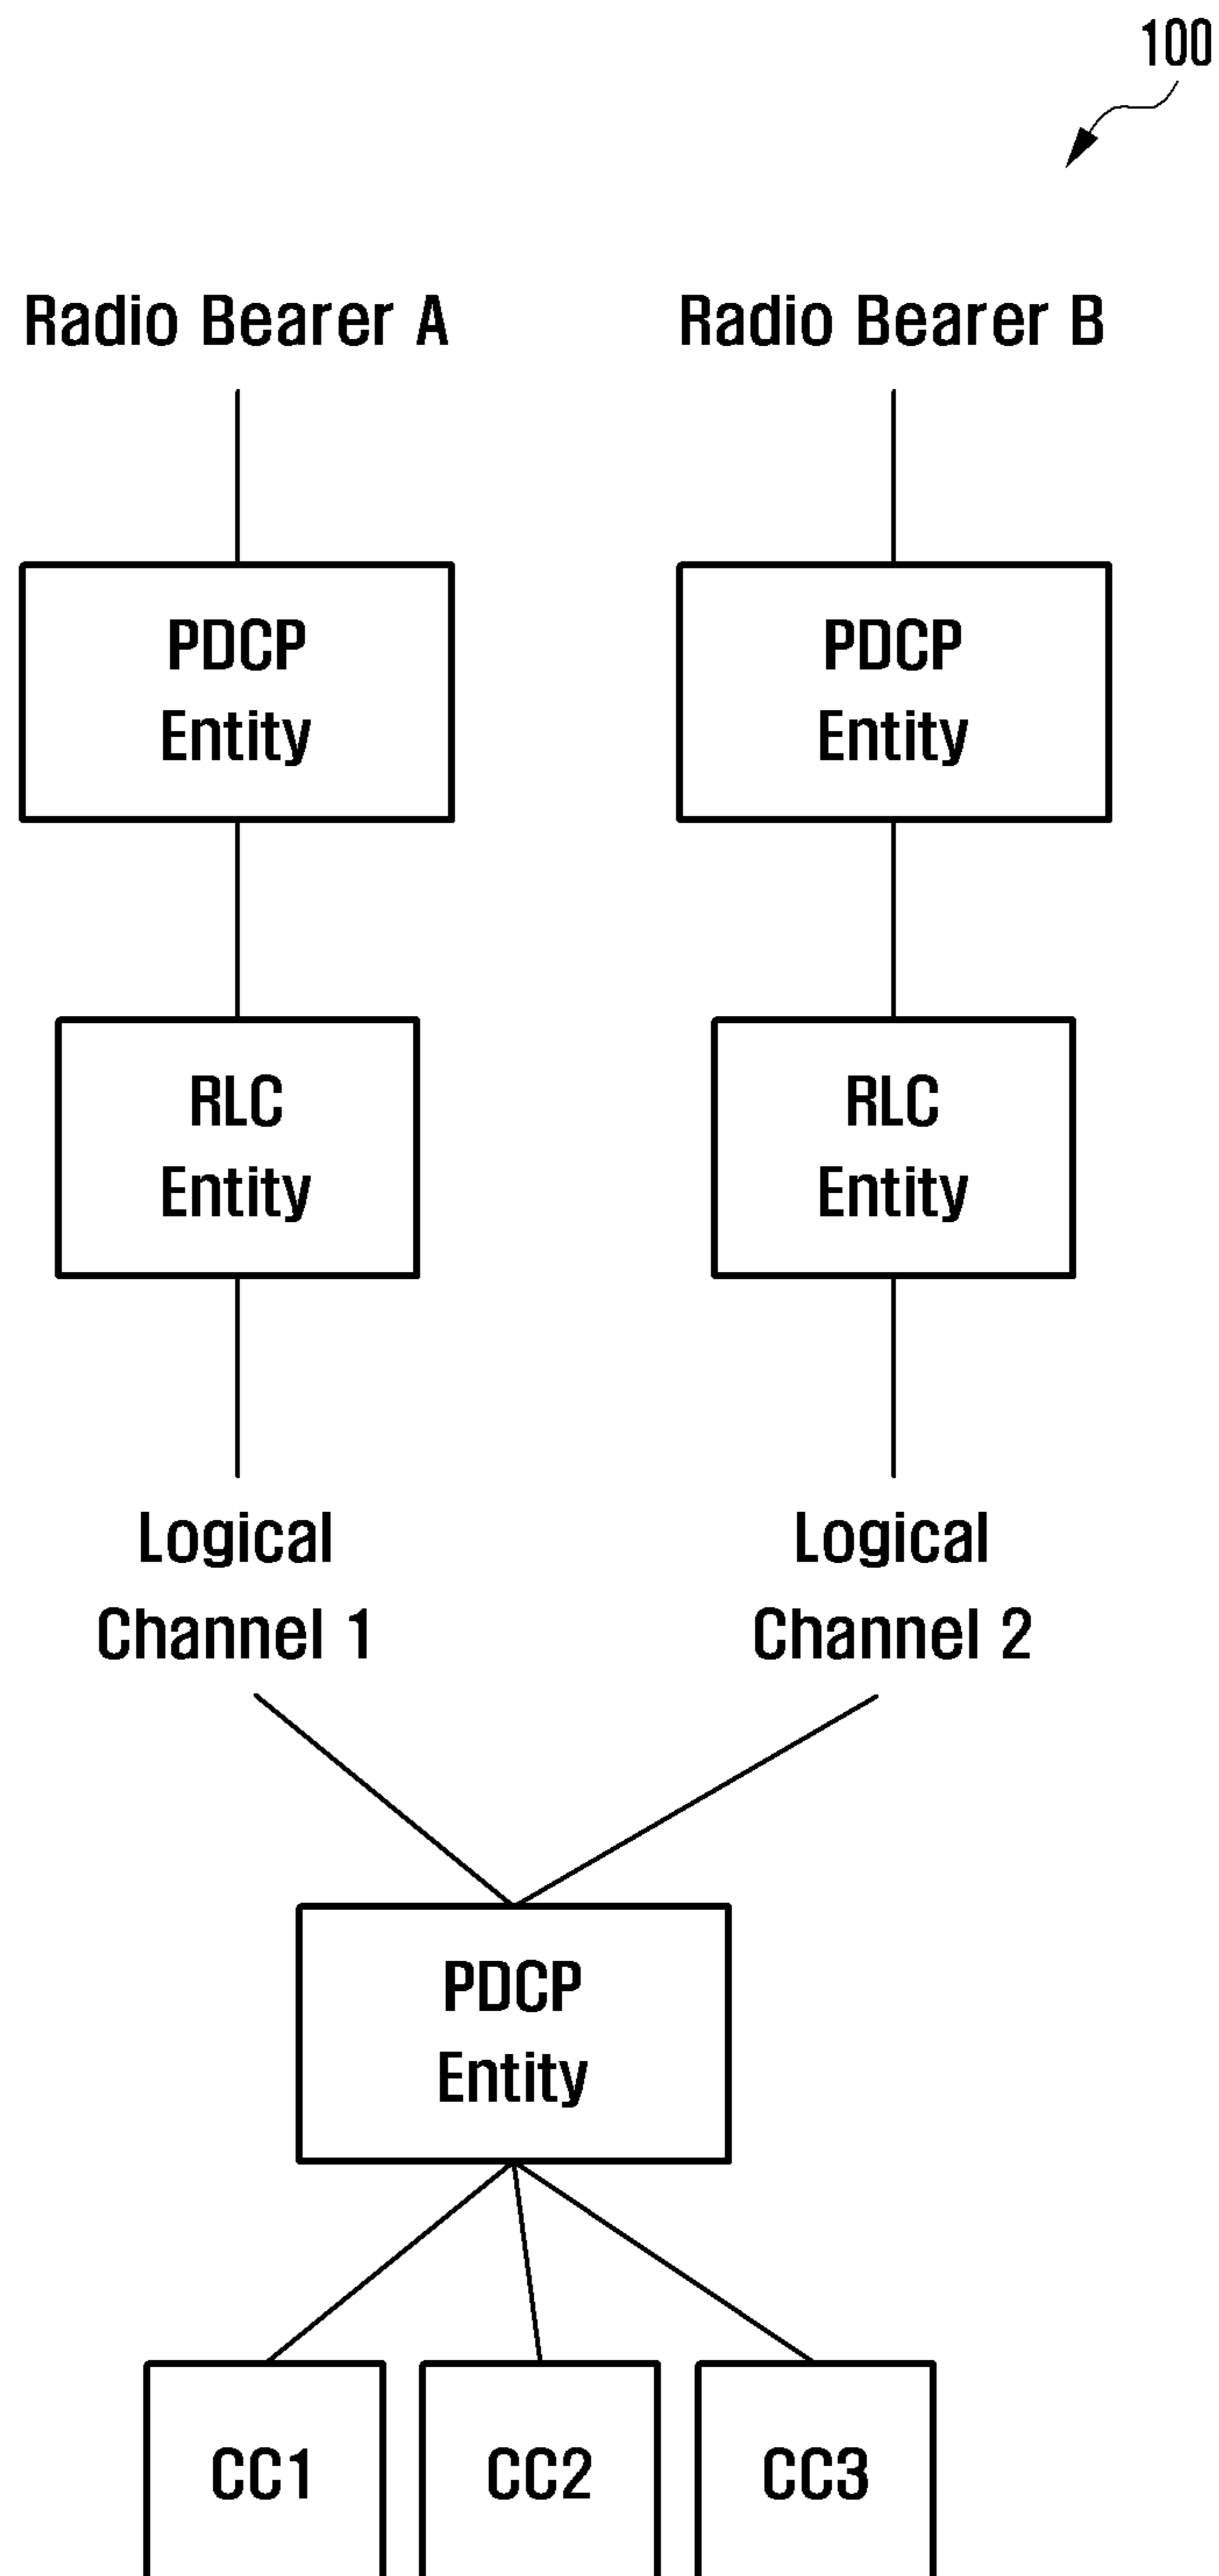 100
Radio Bearer A
Radio Bearer B
PDCP
Entity
PDCP
Entity
RLC
Entity
RLC
Entity
Logical
Channel 1
Logical
Channel 2
PDCP
Entity
CC1
CC2
CC3